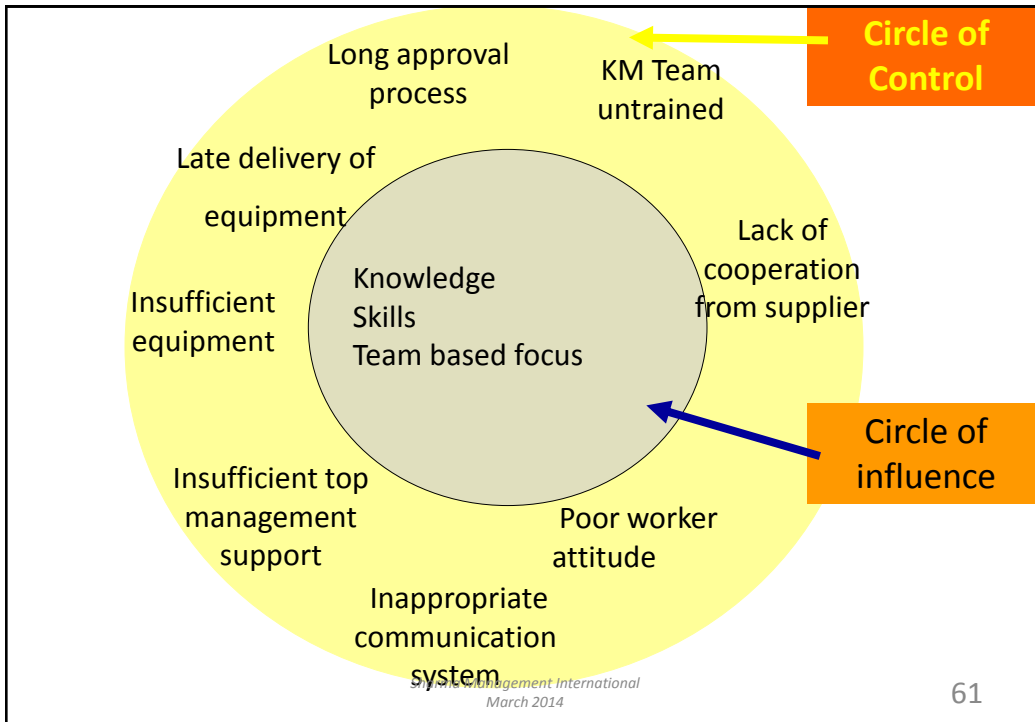 Circle of
Control
Long approval
process
KM Team
untrained
Late delivery of
equipment
Lack of
cooperation
from supplier
Insufficient
equipment
Knowledge
Skills
Team based focus
Circle of
influence
Insufficient top
management
support
Poor worker
attitude
Inappropriate
communication
system
Sharma Management International
March 2014
61